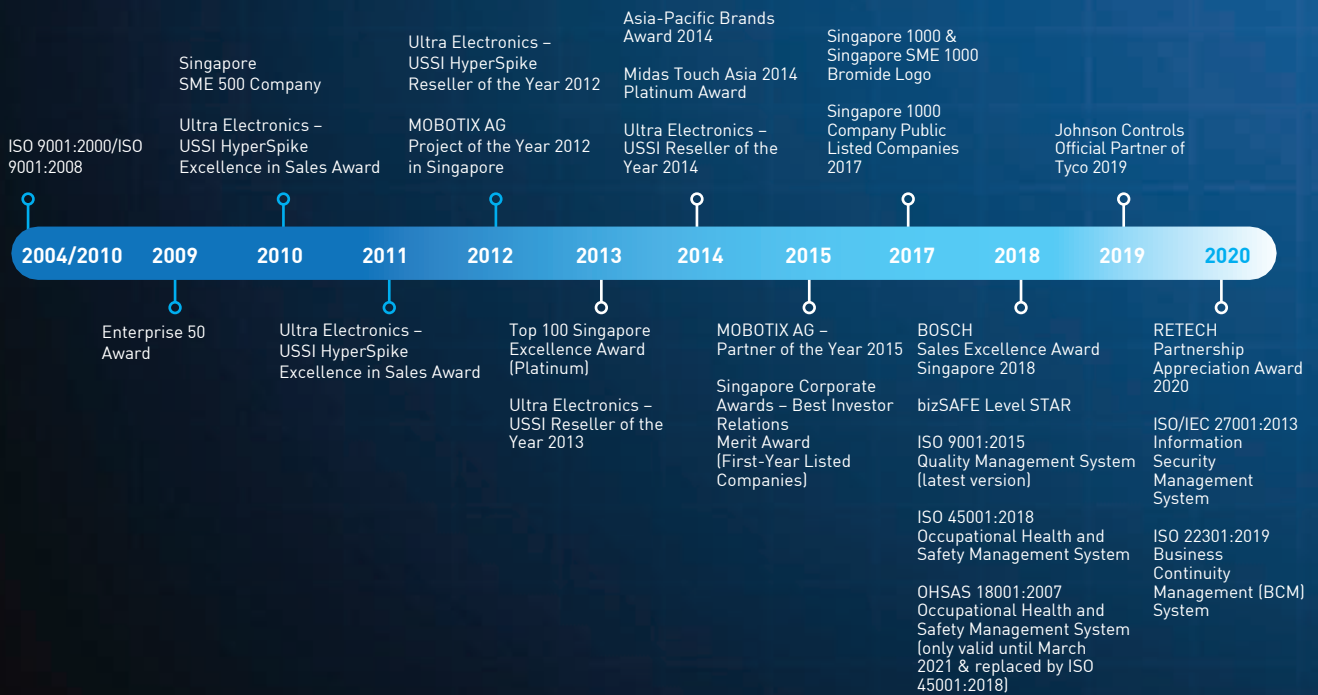 ISO 9001:2000/ISO
9001:2008
Singapore
SME 500 Company
Ultra Electronics –
USSI HyperSpike
Excellence in Sales Award
Ultra Electronics –
USSI HyperSpike
Reseller of the Year 2012
MOBOTIX AG
Project of the Year 2012
in Singapore
Asia-Pacific Brands
Award 2014
Midas Touch Asia 2014
Platinum Award
Ultra Electronics –
USSI Reseller of the
Year 2014
Singapore 1000 &
Singapore SME 1000
Bromide Logo
Singapore 1000
Company Public
Listed Companies
2017
Johnson Controls
Official Partner of
Tyco 2019
2004/2010 2009 2010 2011 2012 2013 2014 2015 2017 2018 2019 2020
Enterprise 50
Award
Ultra Electronics –
USSI HyperSpike
Excellence in Sales Award
Top 100 Singapore
Excellence Award
(Platinum)
Ultra Electronics –
USSI Reseller of the
Year 2013
MOBOTIX AG –
Partner of the Year 2015
Singapore Corporate
Awards – Best Investor
Relations
Merit Award
(First-Year Listed
Companies)
BOSCH
Sales Excellence Award
Singapore 2018
bizSAFE Level STAR
ISO 9001:2015
Quality Management System
(latest version)
ISO 45001:2018
Occupational Health and
Safety Management System
OHSAS 18001:2007
Occupational Health and
Safety Management System
(only valid until March
2021 & replaced by ISO
45001:2018)
RETECH
Partnership
Appreciation Award
2020
ISO/IEC 27001:2013
Information
Security
Management
System
ISO 22301:2019
Business
Continuity
Management (BCM)
System